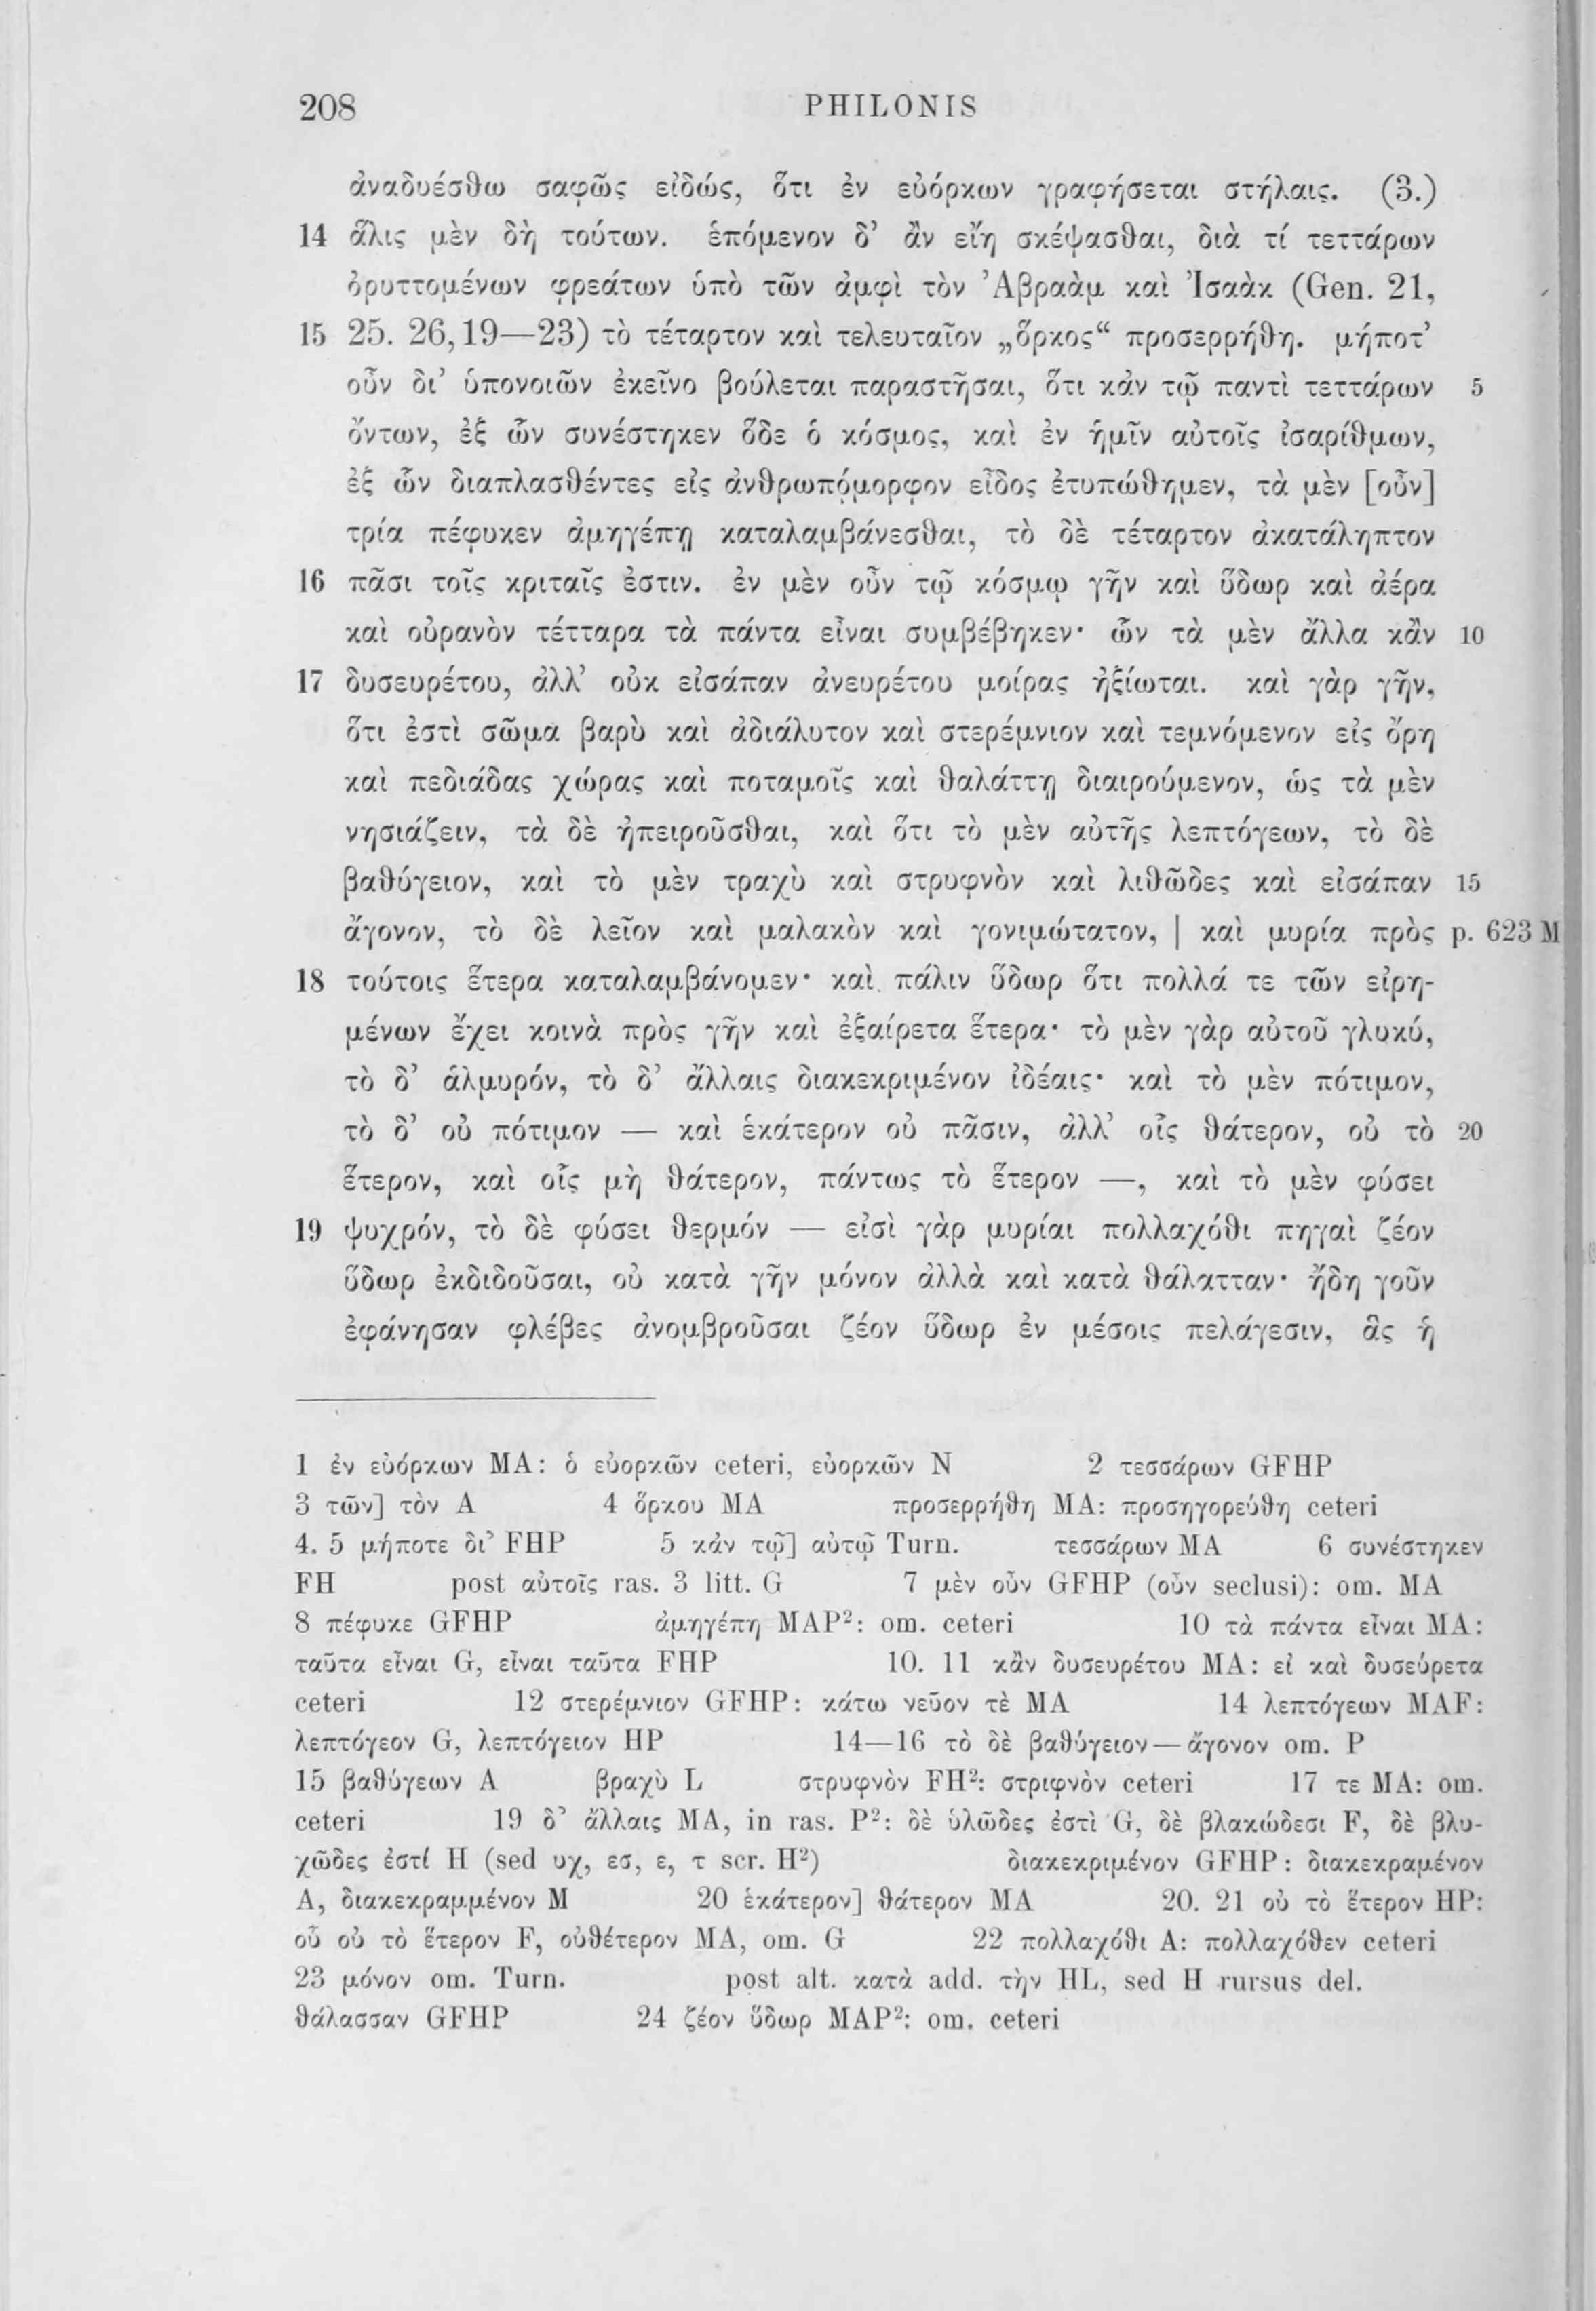 208 PHILONIS
ἀναδυέσθω σαφῶς εἰδώς, ὅτι ἐν εὐόρκων γραφήσεται στήλαις. (3.)
14 ἅλις μὲν δὴ τούτων. ἑπόμενον δ’ ἂν εἴη σκέψασθαι, διὰ τί τεττάρων
ὀρυττομένων φρεάτων ὑπὸ τῶν ἀμφὶ τὸν Ἀβραὰμ καὶ Ἰσαὰκ (Gen. 21,
15 25. 26,19—23) τὸ τέταρτον καὶ τελευταῖον „ὅρκος“ προσερρήθη. μήποτ’
οὖν δι’ ὑπονοιῶν ἐκεῖνο βούλεται παραστῆσαι, ὅτι κἀν τῷ παντὶ τεττάρων 5
ὄντων, ἐξ ὧν συνέστηκεν ὅδε ὁ κόσμος, καὶ ἐν ἡμῖν αὐτοῖς ἰσαρίθμων,
ἐξ ὧν διαπλασθέντες εἰς ἀνθρωπόμορφον εἶδος ἐτυπώθημεν, τὰ μὲν [οὖν]
τρία πέφυκεν ἁμηγέπῃ καταλαμβάνεσθαι, τὸ δὲ τέταρτον ἀκατάληπτον
16 πᾶσι τοῖς κριταῖς ἐστιν. ἐν μὲν οὖν τῷ κόσμῳ γῆν καὶ ὕδωρ καὶ ἀέρα
καὶ οὐρανὸν τέτταρα τὰ πάντα εἶναι συμβέβηκεν· ὧν τὰ μὲν ἄλλα κἂν 10
17 δυσευρέτου, ἀλλ’ οὐκ εἰσάπαν ἀνευρέτου μοίρας ἠξίωται. καὶ γὰρ γῆν,
ὅτι ἐστὶ σῶμα βαρὺ καὶ ἀδιάλυτον καὶ στερέμνιον καὶ τεμνόμενον εἰς ὄρη
καὶ πεδιάδας χώρας καὶ ποταμοῖς καὶ θαλάττῃ διαιρούμενον, ὡς τὰ μὲν
νησιάζειν, τὰ δὲ ἠπειροῦσθαι, καὶ ὅτι τὸ μὲν αὐτῆς λεπτόγεων, τὸ δὲ
βαθύγειον, καὶ τὸ μὲν τραχὺ καὶ στρυφνὸν καὶ λιθῶδες καὶ εἰσάπαν 15
ἄγονον, τὸ δὲ λεῖον καὶ μαλακὸν καὶ γονιμώτατον, | καὶ μυρία πρὸς p. 623 M
18 τούτοις ἕτερα καταλαμβάνομεν· καὶ πάλιν ὕδωρ ὅτι πολλά τε τῶν εἰρη-
μένων ἔχει κοινὰ πρὸς γῆν καὶ ἐξαίρετα ἕτερα· τὸ μὲν γὰρ αὐτοῦ γλυκύ,
τὸ δ’ ἁλμυρόν, τὸ δ’ ἄλλαις διακεκριμένον ἰδέαις· καὶ τὸ μὲν πότιμον,
τὸ δ’ οὐ πότιμον — καὶ ἑκάτερον οὐ πᾶσιν, ἀλλ’ οἷς θάτερον, οὐ τὸ 20
ἕτερον, καὶ οἷς μὴ θάτερον, πάντως τὸ ἕτερον —, καὶ τὸ μὲν φύσει
19 ψυχρόν, τὸ δὲ φύσει θερμόν — εἰσὶ γὰρ μυρίαι πολλαχόθι πηγαὶ ζέον
ὕδωρ ἐκδιδοῦσαι, οὐ κατὰ γῆν μόνον ἀλλὰ καὶ κατὰ θάλατταν· ἤδη γοῦν
ἐφάνησαν φλέβες ἀνομβροῦσαι ζέον ὕδωρ ἐν μέσοις πελάγεσιν, ἃς ἡ
1 ἐν εὐόρκων MA: ὁ εὐορκῶν ceteri, εὐορκῶν N 2 τεσσάρων GFHP
3 τῶν] τὸν A 4 ὅρκου MA προσερρήθη MA: προσηγορεύθη ceteri
4. 5 μήποτε δι’ FHP 5 κἀν τῷ] αὐτῷ Turn. τεσσάρων MA 6 συνέστηκεν
FH post αὐτοῖς ras. 3 litt. G 7 μὲν οὖν GFHP (οὖν seclusi): om. MA
8 πέφυκε GFHP ἁμηγέπη MAP²: om. ceteri 10 τὰ πάντα εἶναι MA:
ταῦτα εἶναι G, εἶναι ταῦτα FHP 10. 11 κἂν δυσευρέτου MA: εἰ καὶ δυσεύρετα
ceteri 12 στερέμνιον GFHP: κάτω νεῦον τὲ MA 14 λεπτόγεων MAF:
λεπτόγεον G, λεπτόγειον HP 14—16 τὸ δὲ βαθύγειον — ἄγονον om. P
15 βαθύγεων A βραχὺ L στρυφνὸν FH²: στριφνὸν ceteri 17 τε MA: om.
ceteri 19 δ’ ἄλλαις MA, in ras. P²: δὲ ὑλῶδες ἐστὶ G, δὲ βλακώδεσι F, δὲ βλυ-
χῶδες ἐστί H (sed υχ, εσ, ε, τ scr. H²) διακεκριμένον GFHP: διακεκραμένον
A, διακεκραμμένον M 20 ἑκάτερον] θάτερον MA 20. 21 οὐ τὸ ἕτερον HP:
οὗ οὐ τὸ ἕτερον F, οὐθέτερον MA, om. G 22 πολλαχόθι A: πολλαχόθεν ceteri
23 μόνον om. Turn. post alt. κατὰ add. τὴν HL, sed H rursus del.
θάλασσαν GFHP 24 ζέον ὕδωρ MAP²: om. ceteri